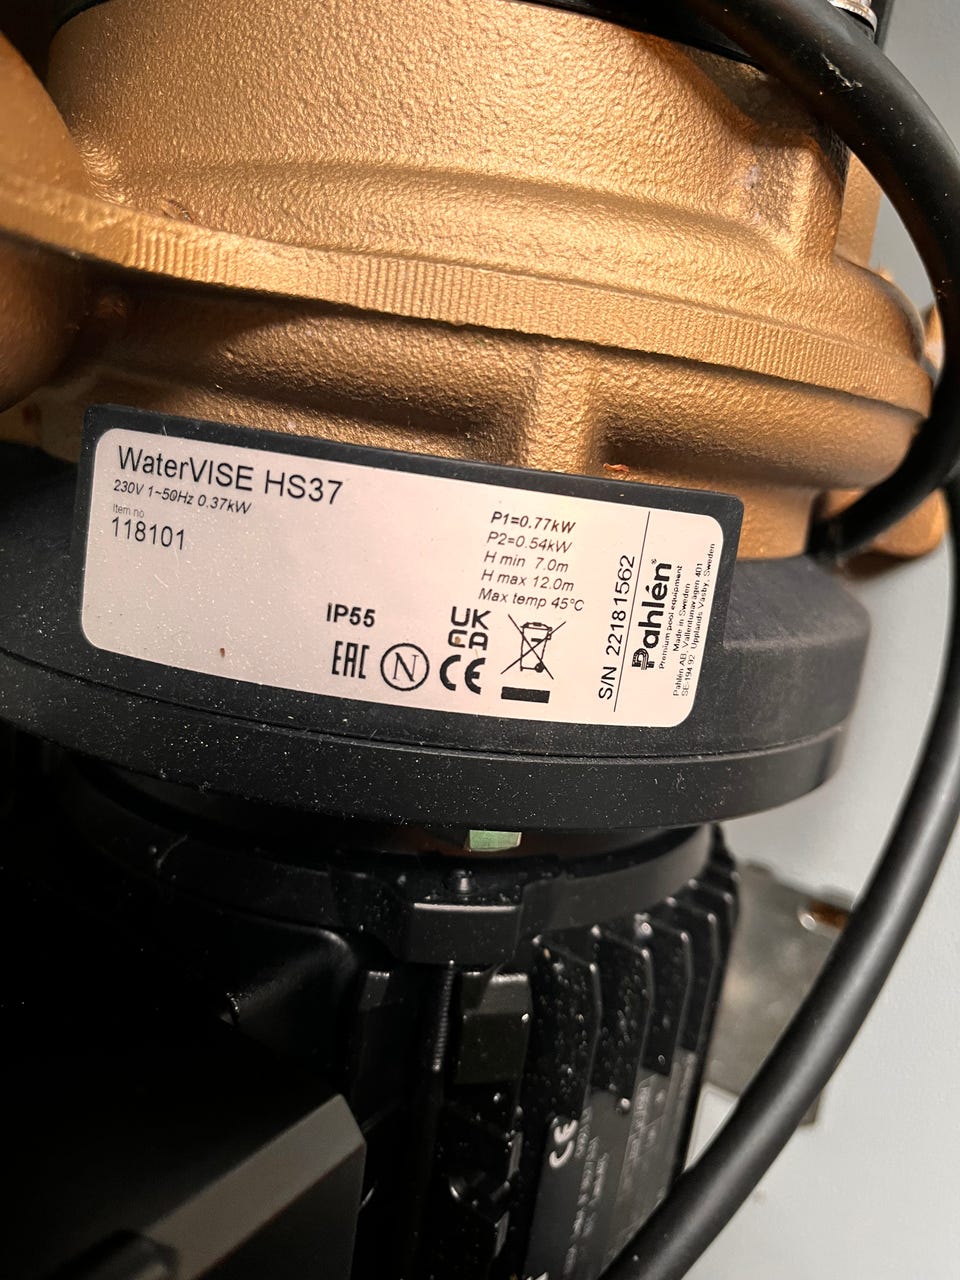 WaterVISE HS37
230V 1~50Hz 0.37kW
Item no
118101
P1=0.77kW
P2=0.54kW
H min 7.0m
H max 12.0m
Max temp 45°C
IP55
UK
CA
EAC
N
CE
S/N 22181562
Pahlén®
Premium pool equipment
Made in Sweden
Pahlén AB, Vallentunavägen 401
SE-194 92 Upplands Väsby, Sweden
CE